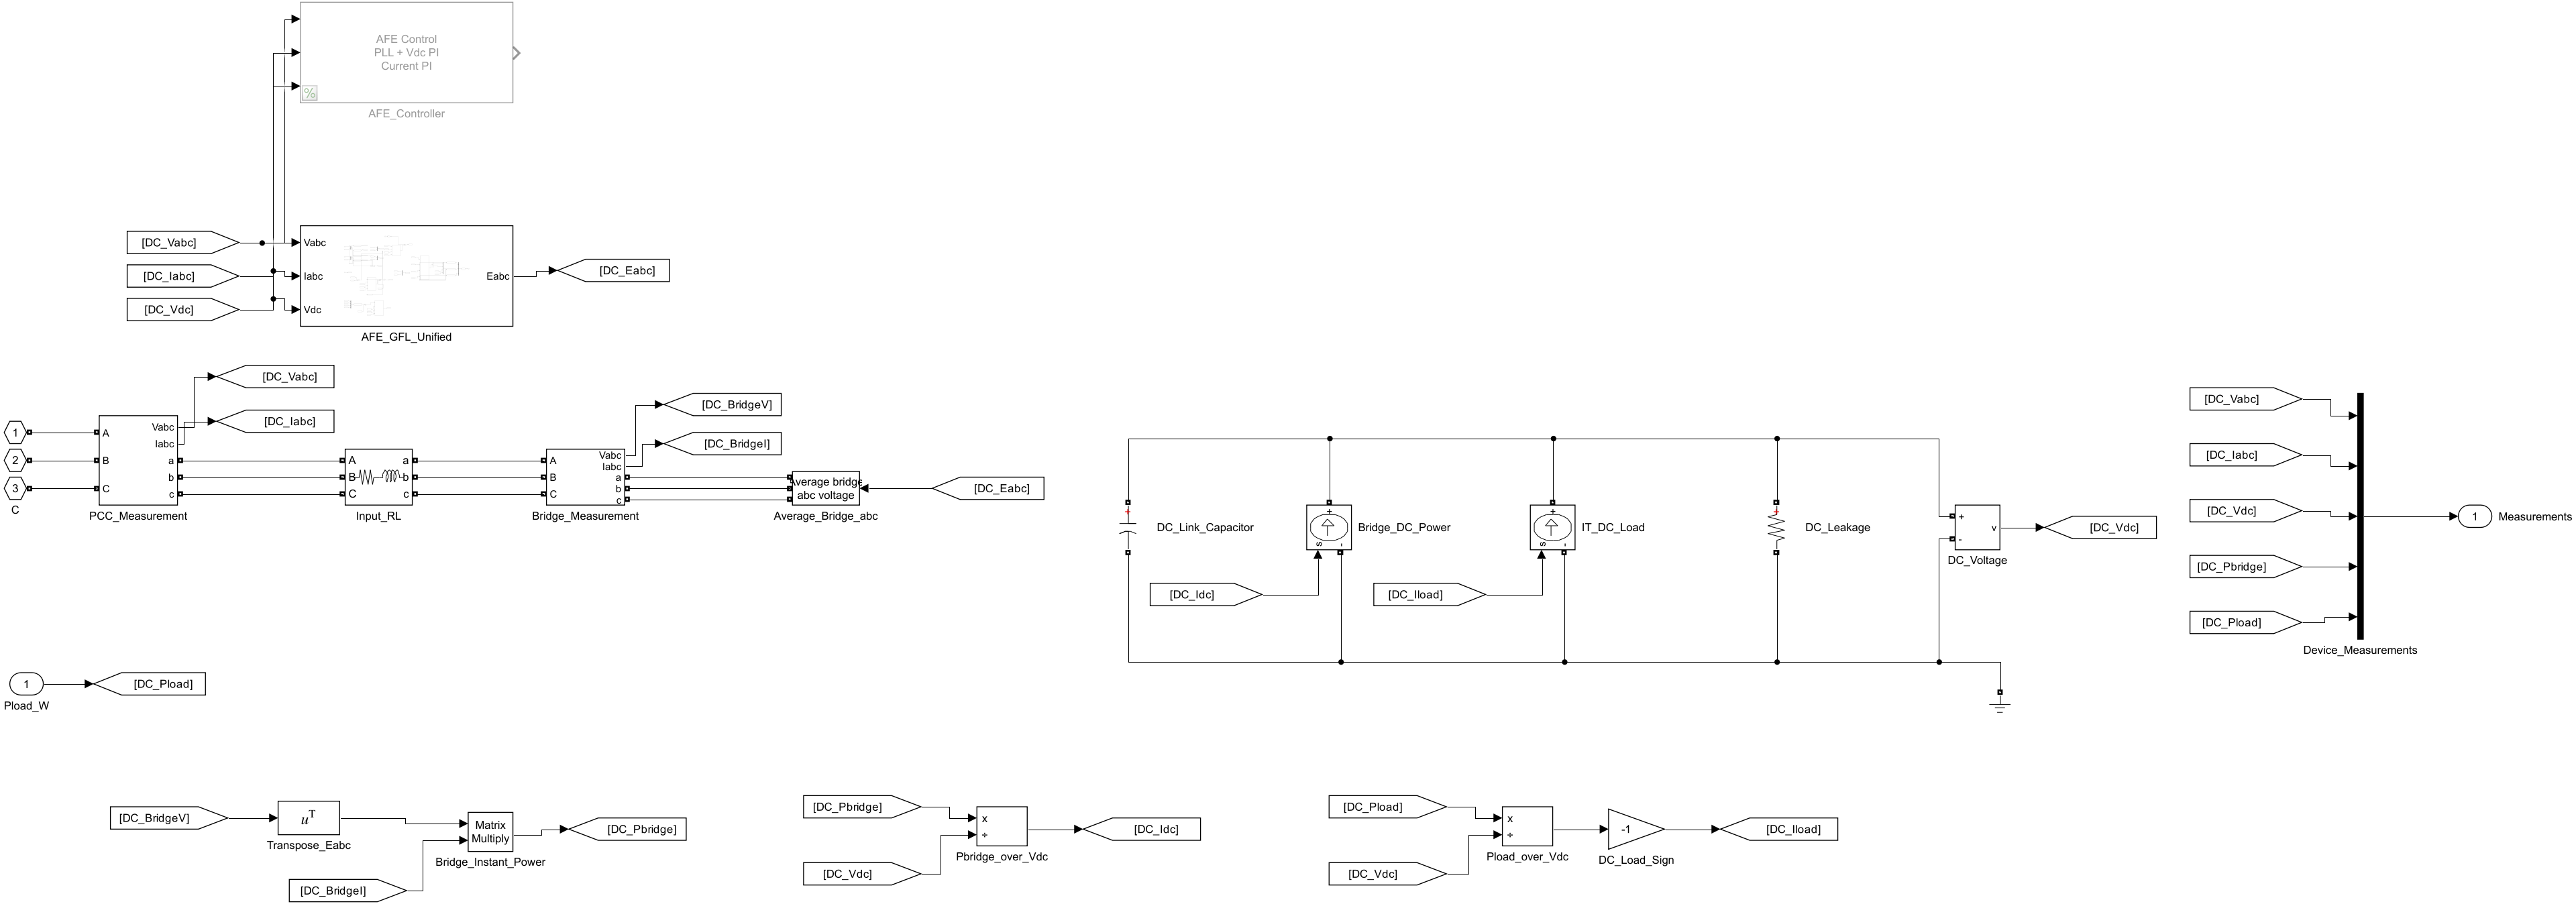 AFE Control
PLL + Vdc PI
Current PI
%
AFE_Controller
[DC_Vabc]
[DC_Iabc]
[DC_Vdc]
Vabc
Iabc
Vdc
Eabc
AFE_GFL_Unified
[DC_Eabc]
[DC_Vabc]
[DC_Iabc]
1
2
3
C
A
B
C
Vabc
Iabc
a
b
c
PCC_Measurement
A
B
C
a
b
c
Input_RL
A
B
C
Vabc
Iabc
a
b
c
Bridge_Measurement
[DC_BridgeV]
[DC_BridgeI]
Average bridge
abc voltage
Average_Bridge_abc
[DC_Eabc]
+
DC_Link_Capacitor
+
s
-
Bridge_DC_Power
[DC_Idc]
+
s
-
IT_DC_Load
[DC_Iload]
+
DC_Leakage
+
-
v
DC_Voltage
[DC_Vdc]
[DC_Vabc]
[DC_Iabc]
[DC_Vdc]
[DC_Pbridge]
[DC_Pload]
Device_Measurements
1
Measurements
1
Pload_W
[DC_Pload]
[DC_BridgeV]
uT
Transpose_Eabc
[DC_BridgeI]
Matrix
Multiply
Bridge_Instant_Power
[DC_Pbridge]
[DC_Pbridge]
[DC_Vdc]
x
÷
Pbridge_over_Vdc
[DC_Idc]
[DC_Pload]
[DC_Vdc]
x
÷
Pload_over_Vdc
-1
DC_Load_Sign
[DC_Iload]